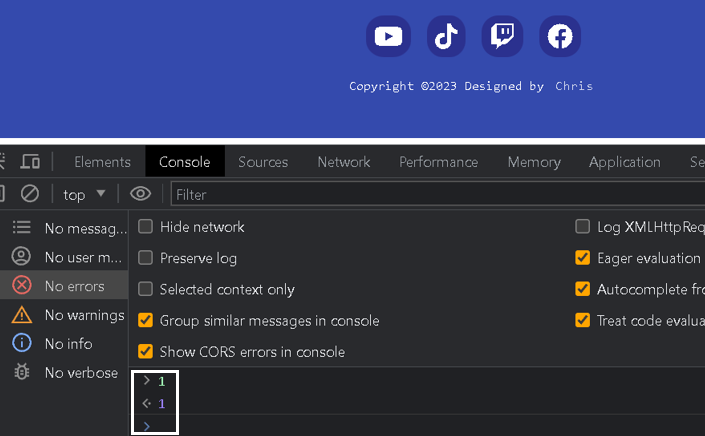 Copyright ©2023 Designed by Chris
Elements Console Sources Network Performance Memory Application Se
top Filter
No messag...
No user m...
No errors
No warnings
No info
No verbose
Hide network
Preserve log
Selected context only
Group similar messages in console
Show CORS errors in console
Log XMLHttpReq
Eager evaluation
Autocomplete fro
Treat code evalua
> 1
<· 1
>